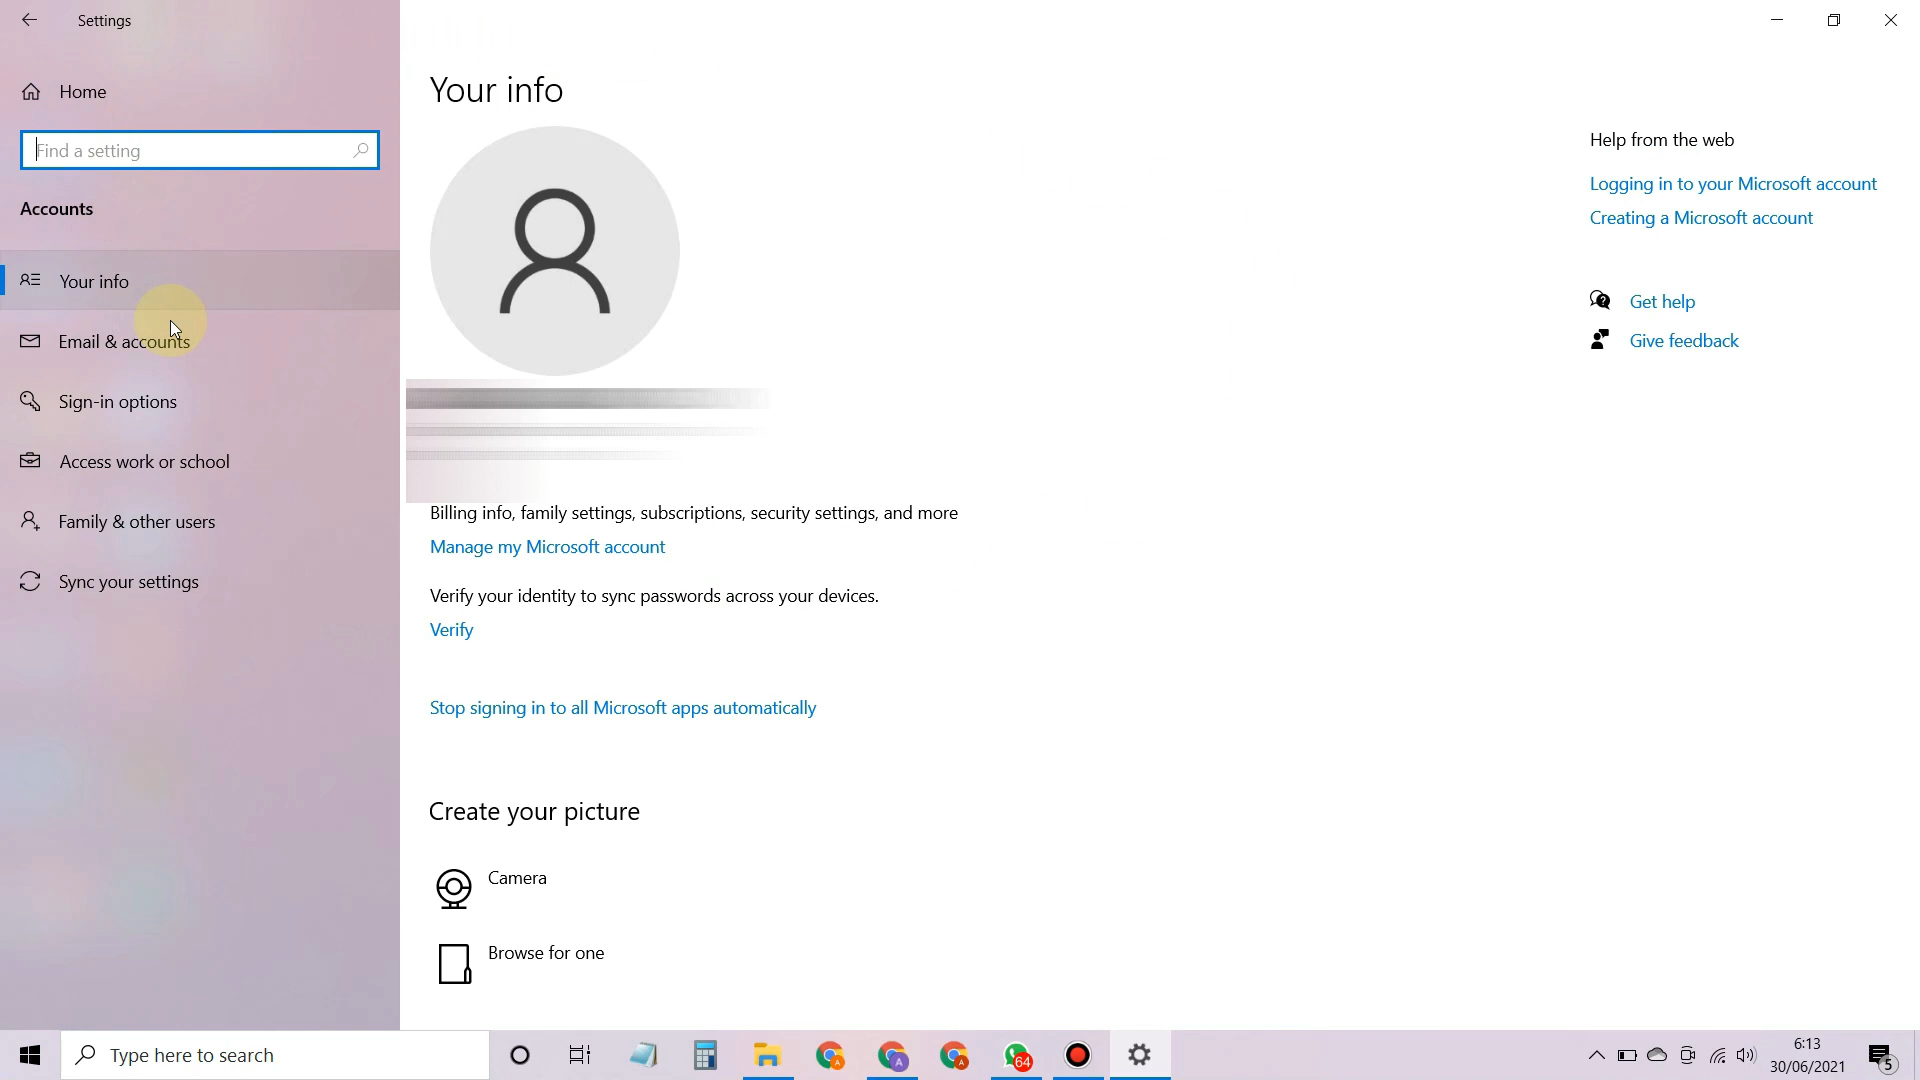 Settings
Home
Find a setting
Accounts
Your info
Email & accounts
Sign-in options
Access work or school
Family & other users
Sync your settings
Your info
Billing info, family settings, subscriptions, security settings, and more
Manage my Microsoft account
Verify your identity to sync passwords across your devices.
Verify
Stop signing in to all Microsoft apps automatically
Create your picture
Camera
Browse for one
Help from the web
Logging in to your Microsoft account
Creating a Microsoft account
Get help
Give feedback
Type here to search
A
A
A
64
6:13
30/06/2021
5